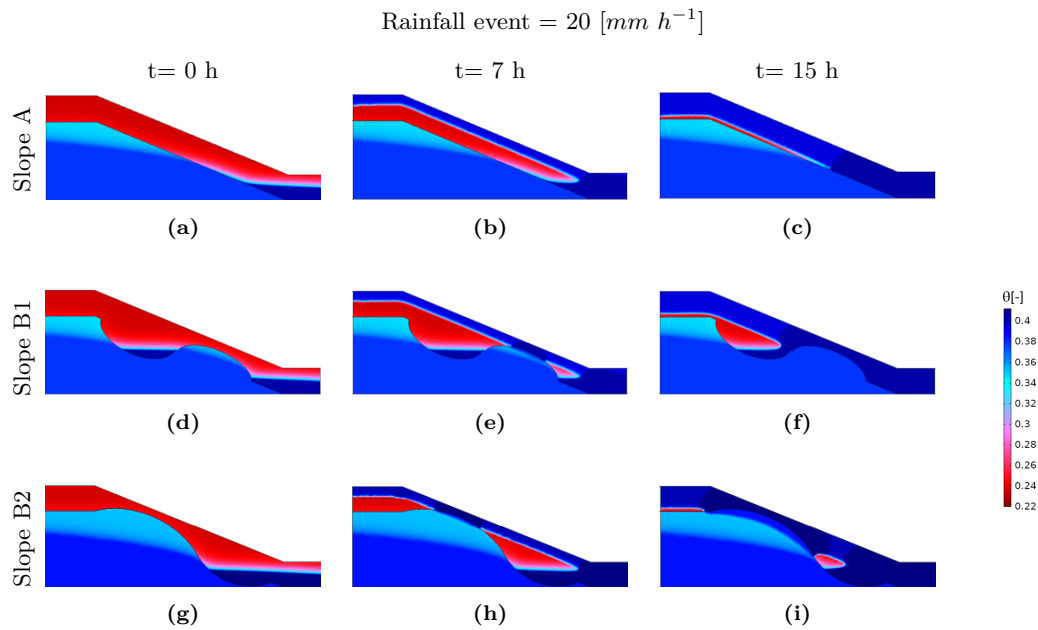 Rainfall event = 20 [mm h⁻¹]
t= 0 h
t= 7 h
t= 15 h
Slope A
(a)
(b)
(c)
Slope B1
(d)
(e)
(f)
θ[-]
0.4
0.38
0.36
0.34
0.32
0.3
0.28
0.26
0.24
0.22
Slope B2
(g)
(h)
(i)